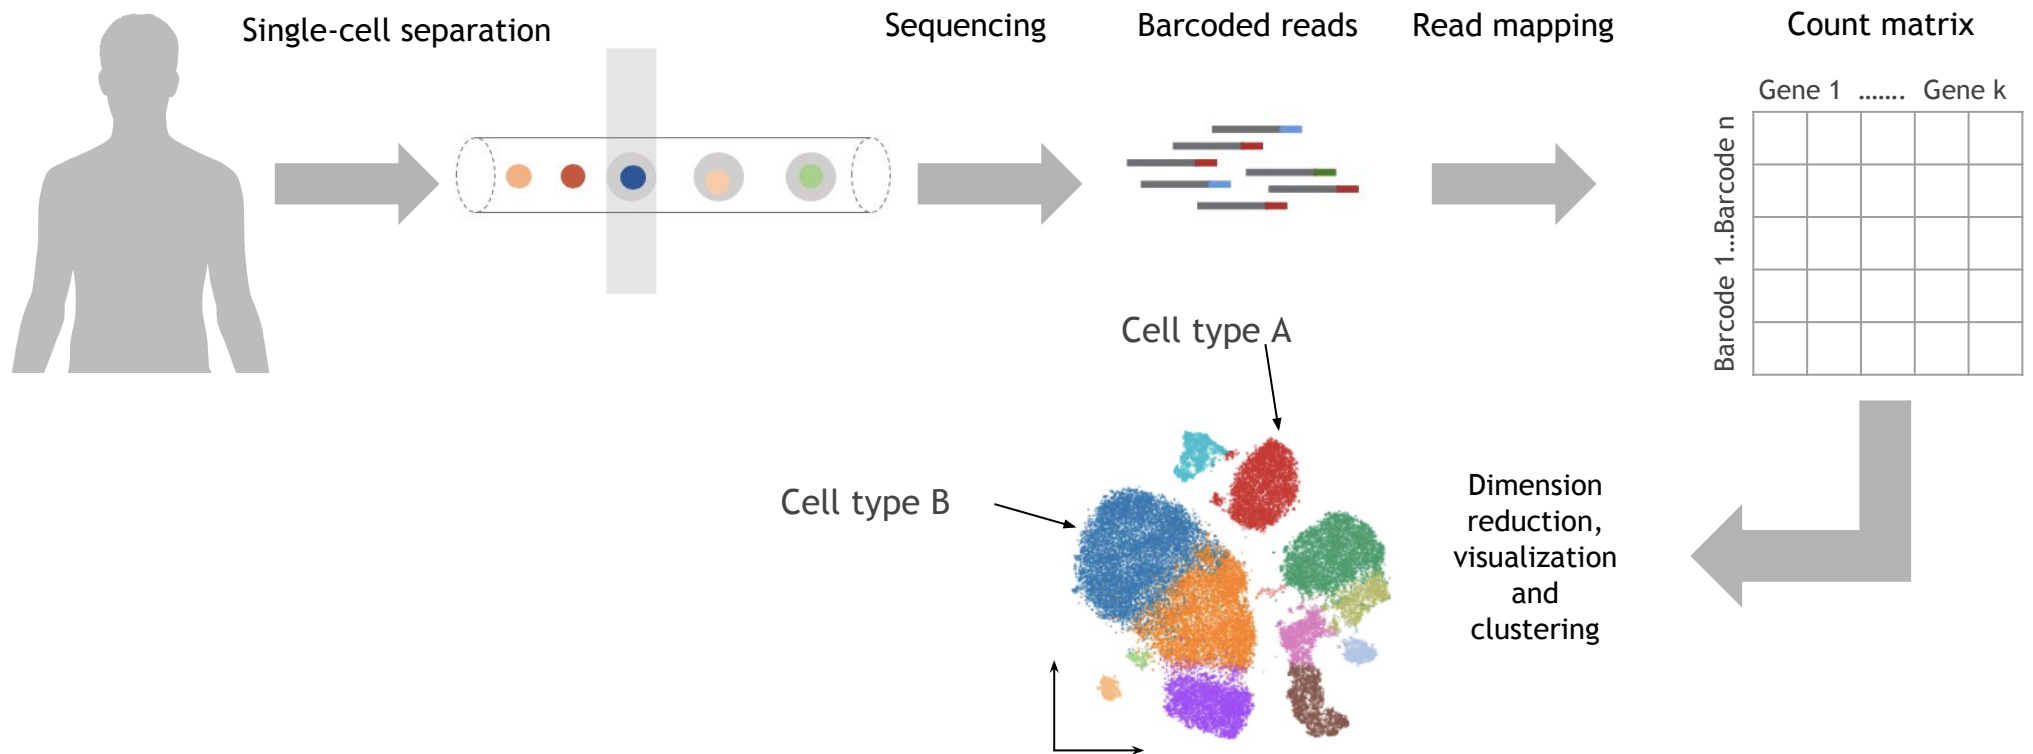 Single-cell separation
Sequencing
Barcoded reads
Read mapping
Count matrix
Gene 1 ....... Gene k
Barcode 1...Barcode n
Cell type A
Cell type B
Dimension
reduction,
visualization
and
clustering